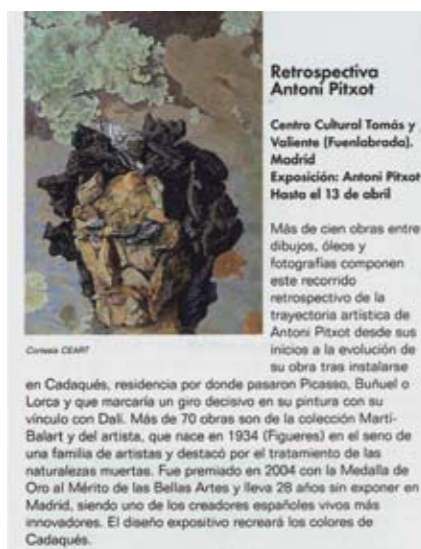 Retrospectiva
Antoni Pitxot
Centro Cultural Tomás y
Valiente (Fuenlabrada).
Madrid
Exposición: Antoni Pitxot
Hasta el 13 de abril
Más de cien obras entre
dibujos, óleos y
fotografías componen
este recorrido
retrospectivo de la
trayectoria artística de
Antoni Pitxot desde sus
inicios a la evolución de
su obra tras instalarse
Cortesía CEART
en Cadaqués, residencia por donde pasaron Picasso, Buñuel o
Lorca y que marcaría un giro decisivo en su pintura con su
vínculo con Dalí. Más de 70 obras son de la colección Martí-
Balart y del artista, que nace en 1934 (Figueres) en el seno de
una familia de artistas y destacó por el tratamiento de las
naturalezas muertas. Fue premiado en 2004 con la Medalla de
Oro al Mérito de las Bellas Artes y lleva 28 años sin exponer en
Madrid, siendo uno de los creadores españoles vivos más
innovadores. El diseño expositivo recreará los colores de
Cadaqués.